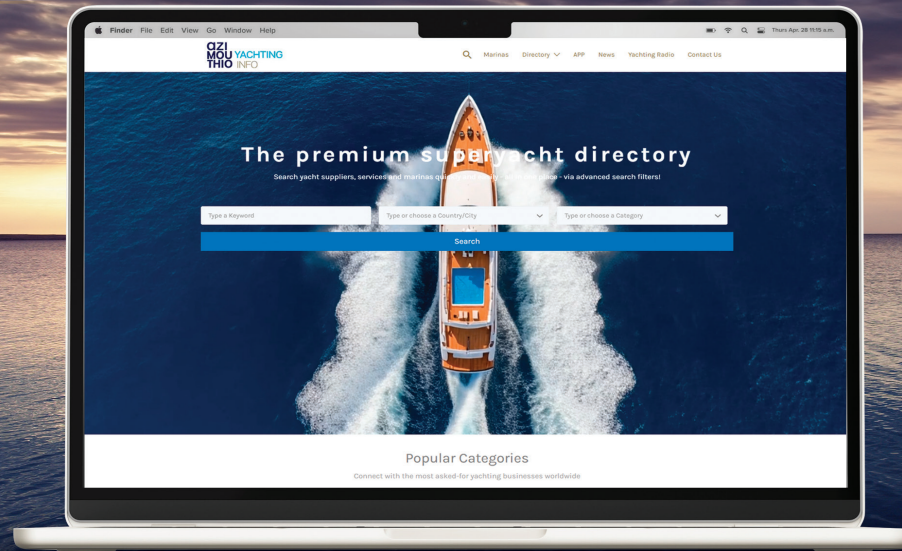 Finder File Edit View Go Window Help
Thurs Apr. 28 11:15 a.m.
azi
MOU YACHTING
THIO INFO
Marinas Directory APP News Yachting Radio Contact Us
The premium superyacht directory
Search yacht suppliers, services and marinas - via advanced search filters!
Type a Keyword
Type or choose a Country/City
Type or choose a Category
Search
Popular Categories
Connect with the most asked-for yachting businesses worldwide